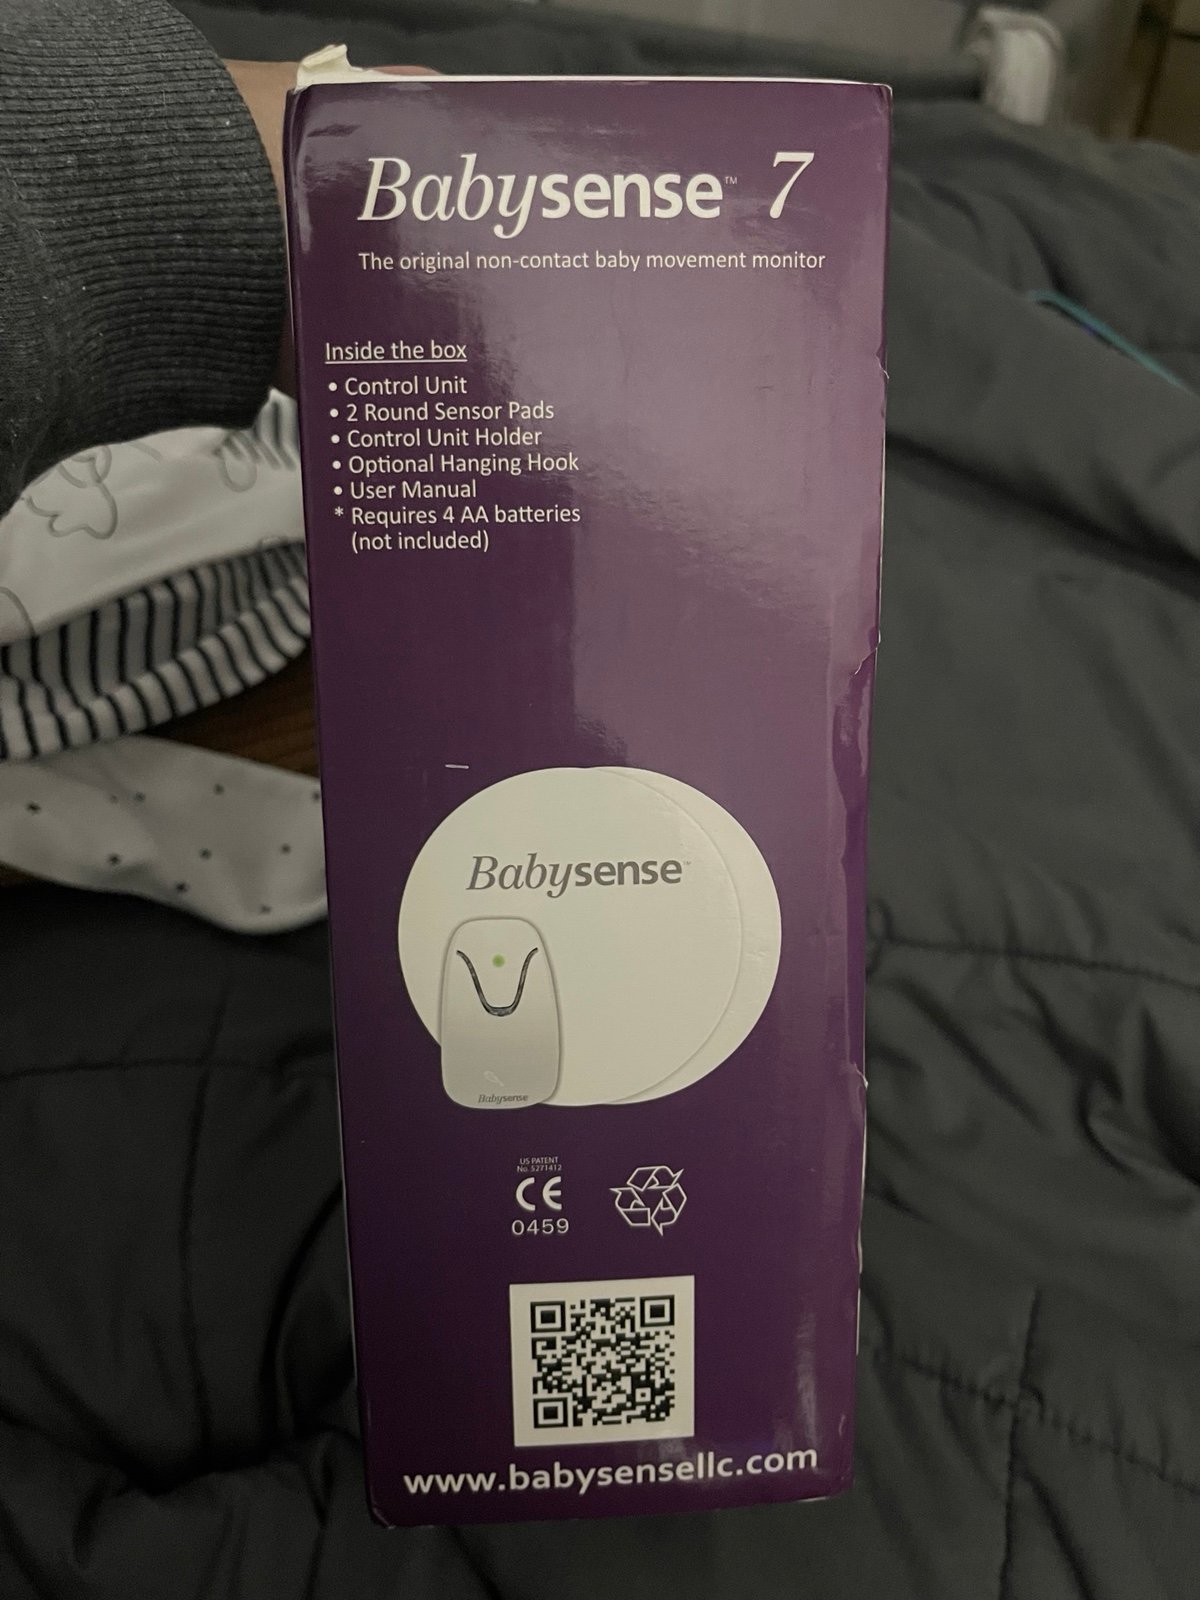 Babysense™ 7
The original non-contact baby movement monitor
Inside the box
• Control Unit
• 2 Round Sensor Pads
• Control Unit Holder
• Optional Hanging Hook
• User Manual
* Requires 4 AA batteries
(not included)
Babysense™
Babysense
US PATENT
No. 5271412
CE
0459
www.babysensellc.com